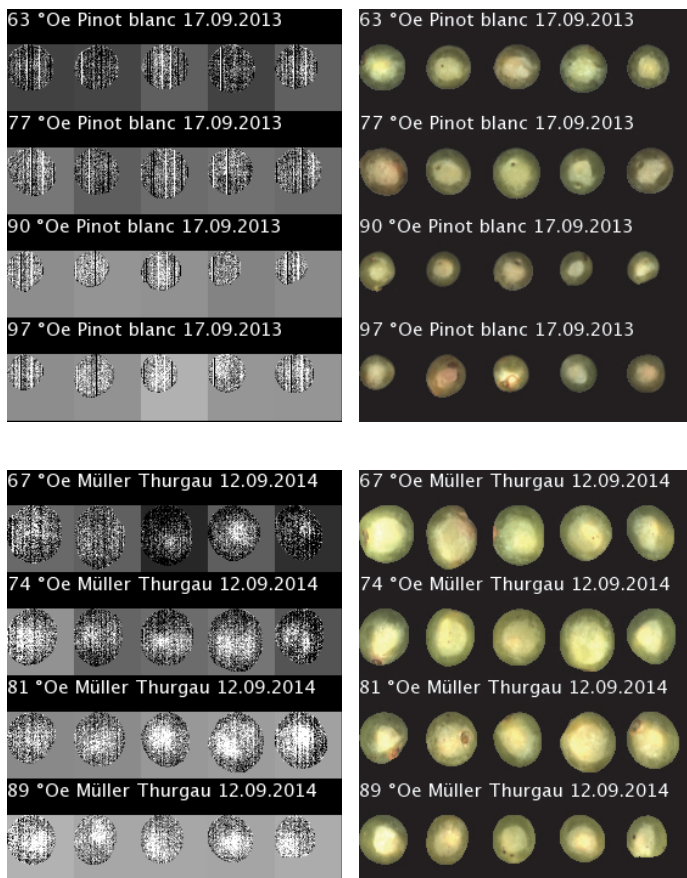 63 °Oe Pinot blanc 17.09.2013
63 °Oe Pinot blanc 17.09.2013
77 °Oe Pinot blanc 17.09.2013
77 °Oe Pinot blanc 17.09.2013
90 °Oe Pinot blanc 17.09.2013
90 °Oe Pinot blanc 17.09.2013
97 °Oe Pinot blanc 17.09.2013
97 °Oe Pinot blanc 17.09.2013
67 °Oe Müller Thurgau 12.09.2014
67 °Oe Müller Thurgau 12.09.2014
74 °Oe Müller Thurgau 12.09.2014
74 °Oe Müller Thurgau 12.09.2014
81 °Oe Müller Thurgau 12.09.2014
81 °Oe Müller Thurgau 12.09.2014
89 °Oe Müller Thurgau 12.09.2014
89 °Oe Müller Thurgau 12.09.2014